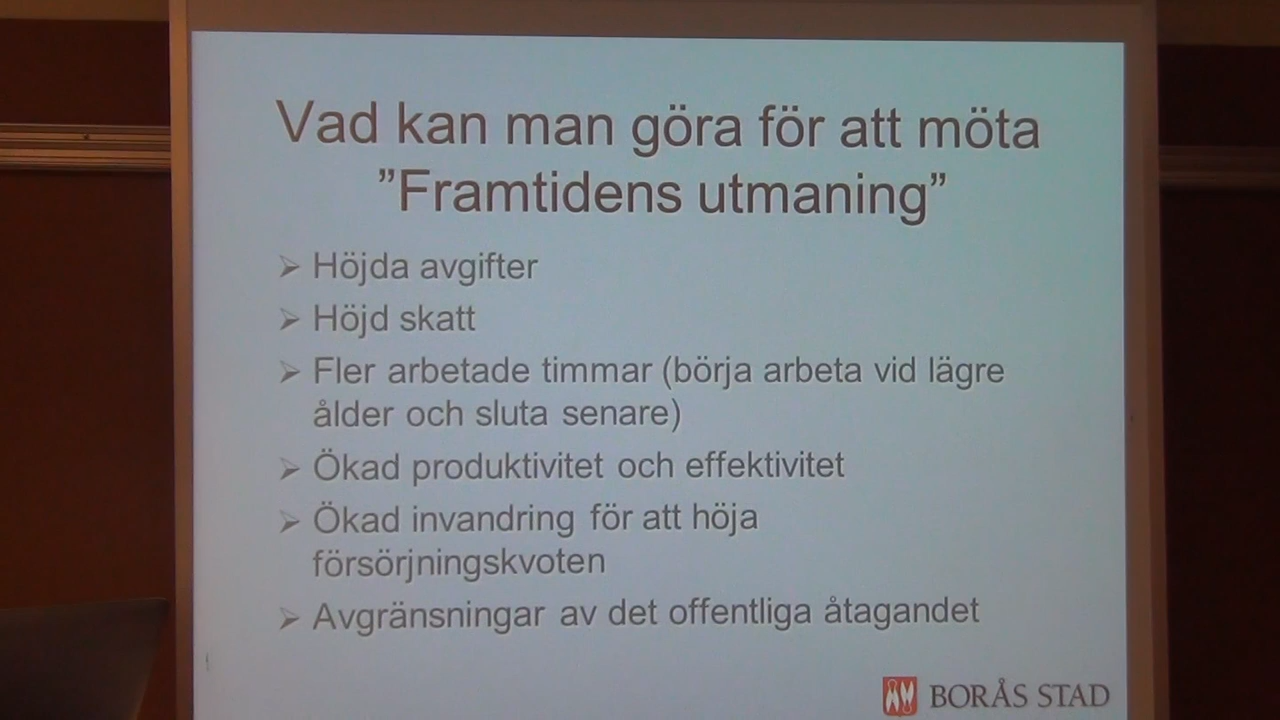 Vad kan man göra för att möta
”Framtidens utmaning”
➢ Höjda avgifter
➢ Höjd skatt
➢ Fler arbetade timmar (börja arbeta vid lägre
ålder och sluta senare)
➢ Ökad produktivitet och effektivitet
➢ Ökad invandring för att höja
försörjningskvoten
➢ Avgränsningar av det offentliga åtagandet
BORÅS STAD